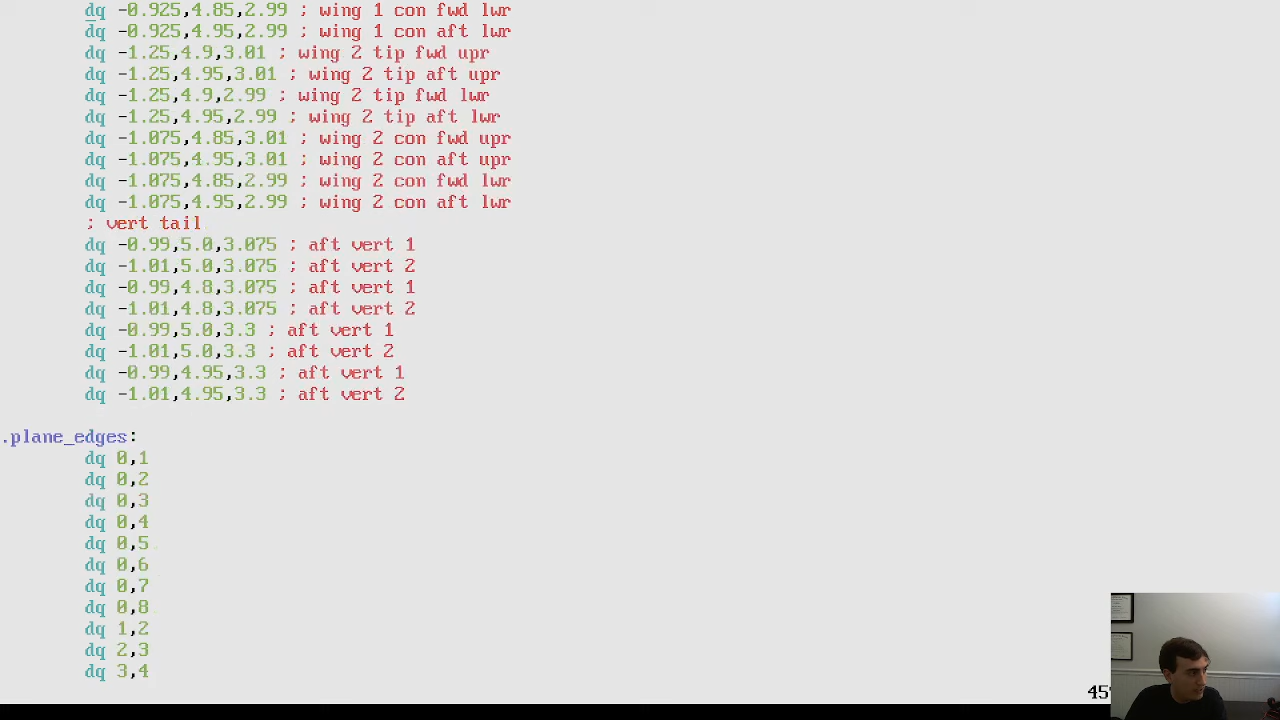 dq -0.925,4.85,2.99 ; wing 1 con fwd lwr
dq -0.925,4.95,2.99 ; wing 1 con aft lwr
dq -1.25,4.9,3.01 ; wing 2 tip fwd upr
dq -1.25,4.95,3.01 ; wing 2 tip aft upr
dq -1.25,4.9,2.99 ; wing 2 tip fwd lwr
dq -1.25,4.95,2.99 ; wing 2 tip aft lwr
dq -1.075,4.85,3.01 ; wing 2 con fwd upr
dq -1.075,4.95,3.01 ; wing 2 con aft upr
dq -1.075,4.85,2.99 ; wing 2 con fwd lwr
dq -1.075,4.95,2.99 ; wing 2 con aft lwr
; vert tail
dq -0.99,5.0,3.075 ; aft vert 1
dq -1.01,5.0,3.075 ; aft vert 2
dq -0.99,4.8,3.075 ; aft vert 1
dq -1.01,4.8,3.075 ; aft vert 2
dq -0.99,5.0,3.3 ; aft vert 1
dq -1.01,5.0,3.3 ; aft vert 2
dq -0.99,4.95,3.3 ; aft vert 1
dq -1.01,4.95,3.3 ; aft vert 2
.plane_edges:
dq 0,1
dq 0,2
dq 0,3
dq 0,4
dq 0,5
dq 0,6
dq 0,7
dq 0,8
dq 1,2
dq 2,3
dq 3,4